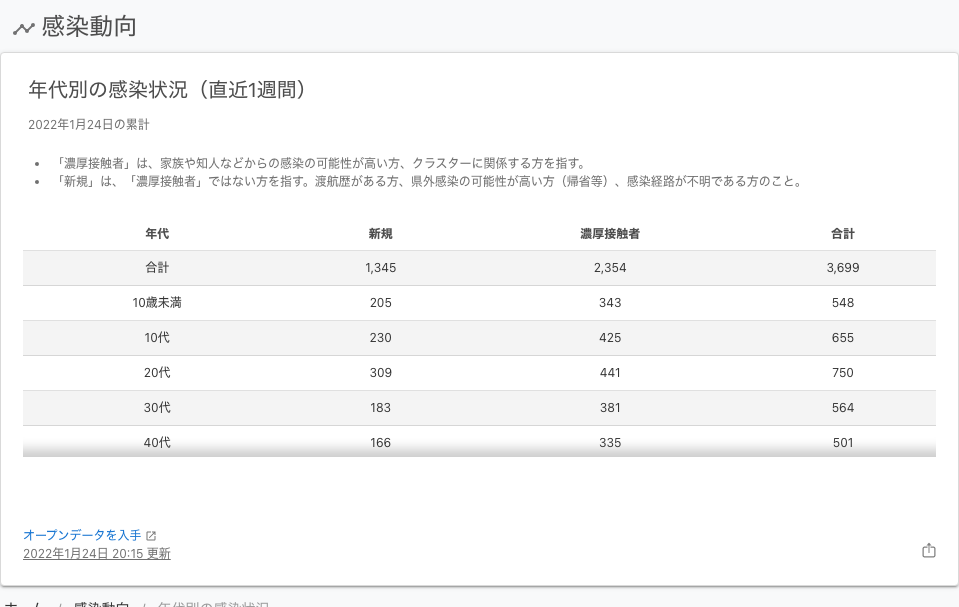 感染動向
年代別の感染状況（直近1週間）
2022年1月24日の累計
「濃厚接触者」は、家族や知人などからの感染の可能性が高い方、クラスターに関係する方を指す。
「新規」は、「濃厚接触者」ではない方を指す。渡航歴がある方、県外感染の可能性が高い方（帰省等）、感染経路が不明である方のこと。
年代 新規 濃厚接触者 合計
合計 1,345 2,354 3,699
10歳未満 205 343 548
10代 230 425 655
20代 309 441 750
30代 183 381 564
40代 166 335 501
オープンデータを入手
2022年1月24日 20:15 更新
ホーム / 感染動向 / 年代別の感染状況